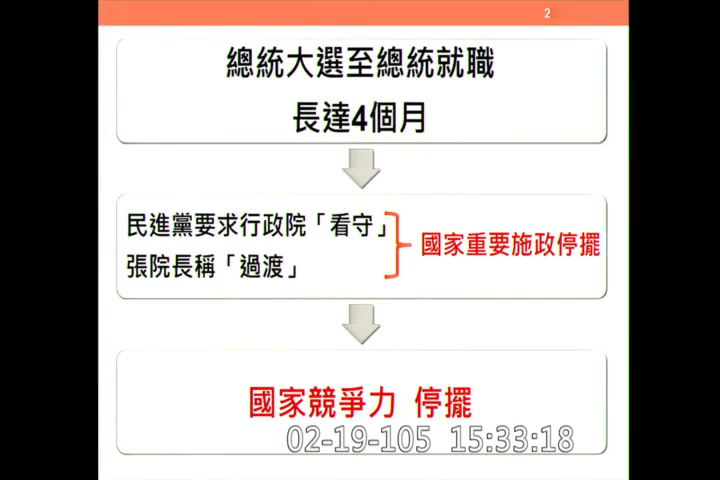 2
總統大選至總統就職
長達4個月
民進黨要求行政院「看守」
張院長稱「過渡」
國家重要施政停擺
國家競爭力 停擺
02-19-105 15:33:18